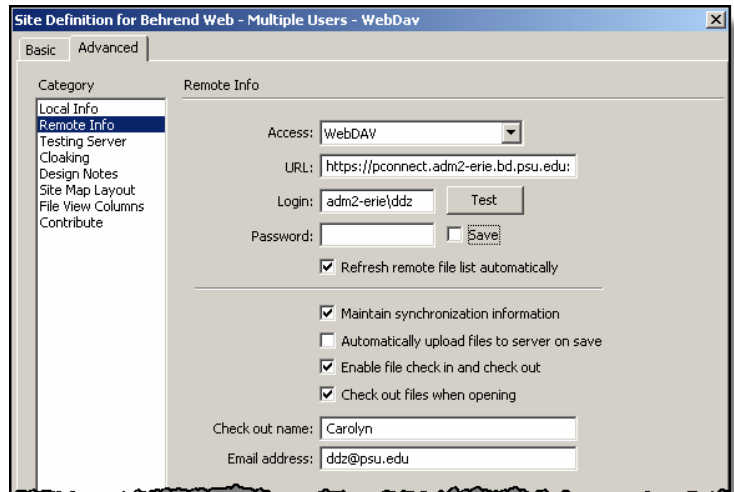 Site Definition for Behrend Web - Multiple Users - WebDav
Basic
Advanced
Category
Local Info
Remote Info
Testing Server
Cloaking
Design Notes
Site Map Layout
File View Columns
Contribute
Remote Info
Access: WebDAV
URL: https://pconnect.adm2-erie.bd.psu.edu:
Login: adm2-erie\ddz Test
Password: Save
Refresh remote file list automatically
Maintain synchronization information
Automatically upload files to server on save
Enable file check in and check out
Check out files when opening
Check out name: Carolyn
Email address: ddz@psu.edu